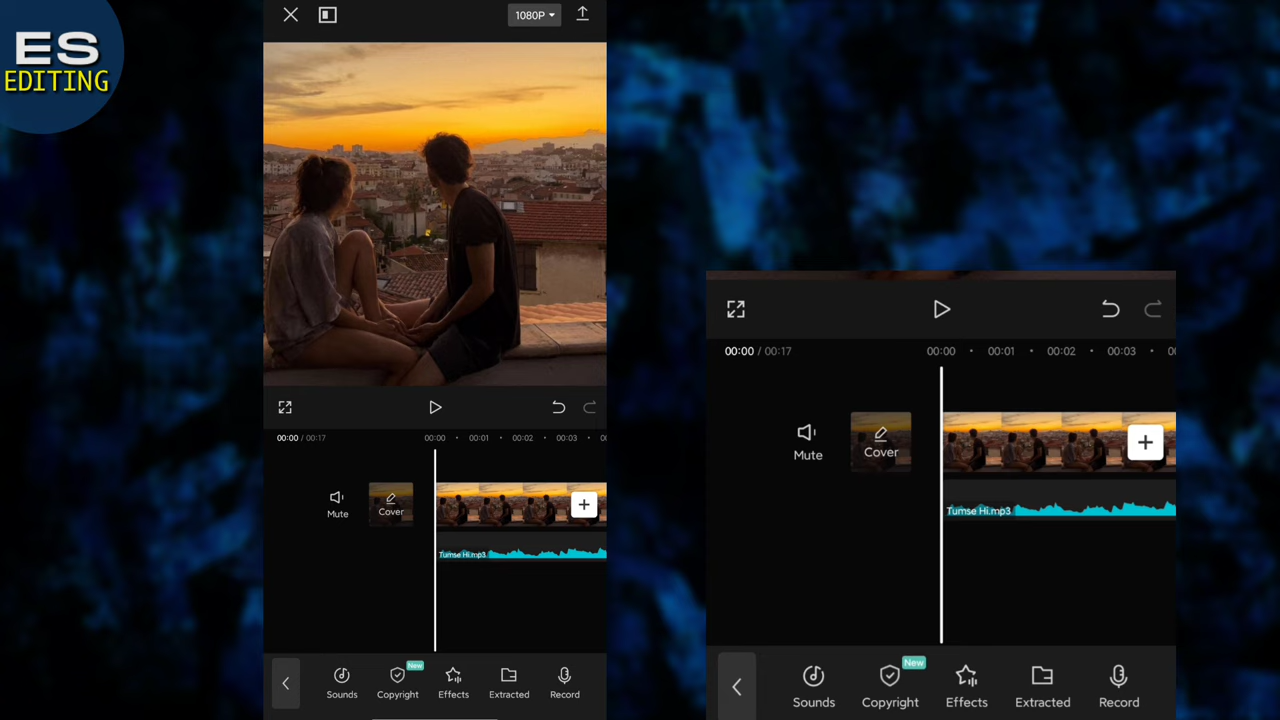 ES
EDITING
1080P
00:00 / 00:17
00:00 00:01 00:02 00:03
Mute
Cover
Tumse Hi.mp3
New
Sounds Copyright Effects Extracted Record
00:00 / 00:17
00:00 00:01 00:02 00:03
Mute
Cover
Tumse Hi.mp3
New
Sounds Copyright Effects Extracted Record